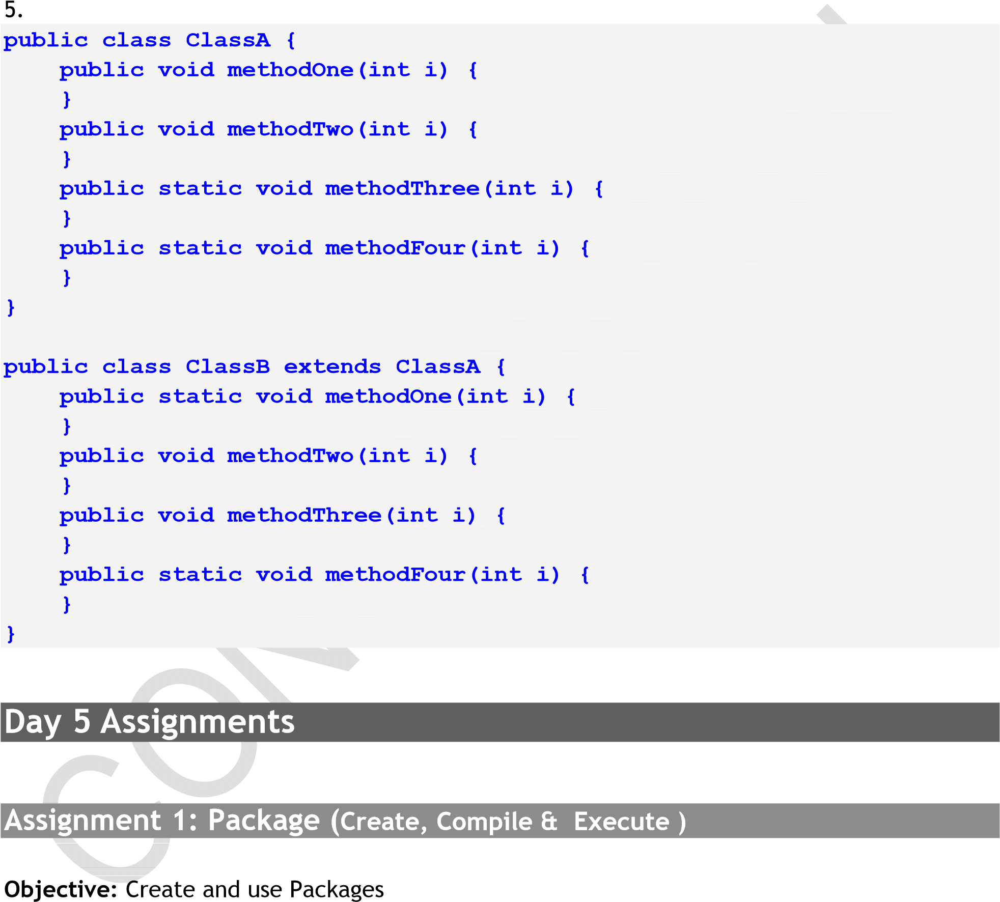 5.
public class ClassA {
public void methodOne(int i) {
}
public void methodTwo(int i) {
}
public static void methodThree(int i) {
}
public static void methodFour(int i) {
}
}
public class ClassB extends ClassA {
public static void methodOne(int i) {
}
public void methodTwo(int i) {
}
public void methodThree(int i) {
}
public static void methodFour(int i) {
}
}
Day 5 Assignments
Assignment 1: Package (Create, Compile & Execute )
Objective: Create and use Packages